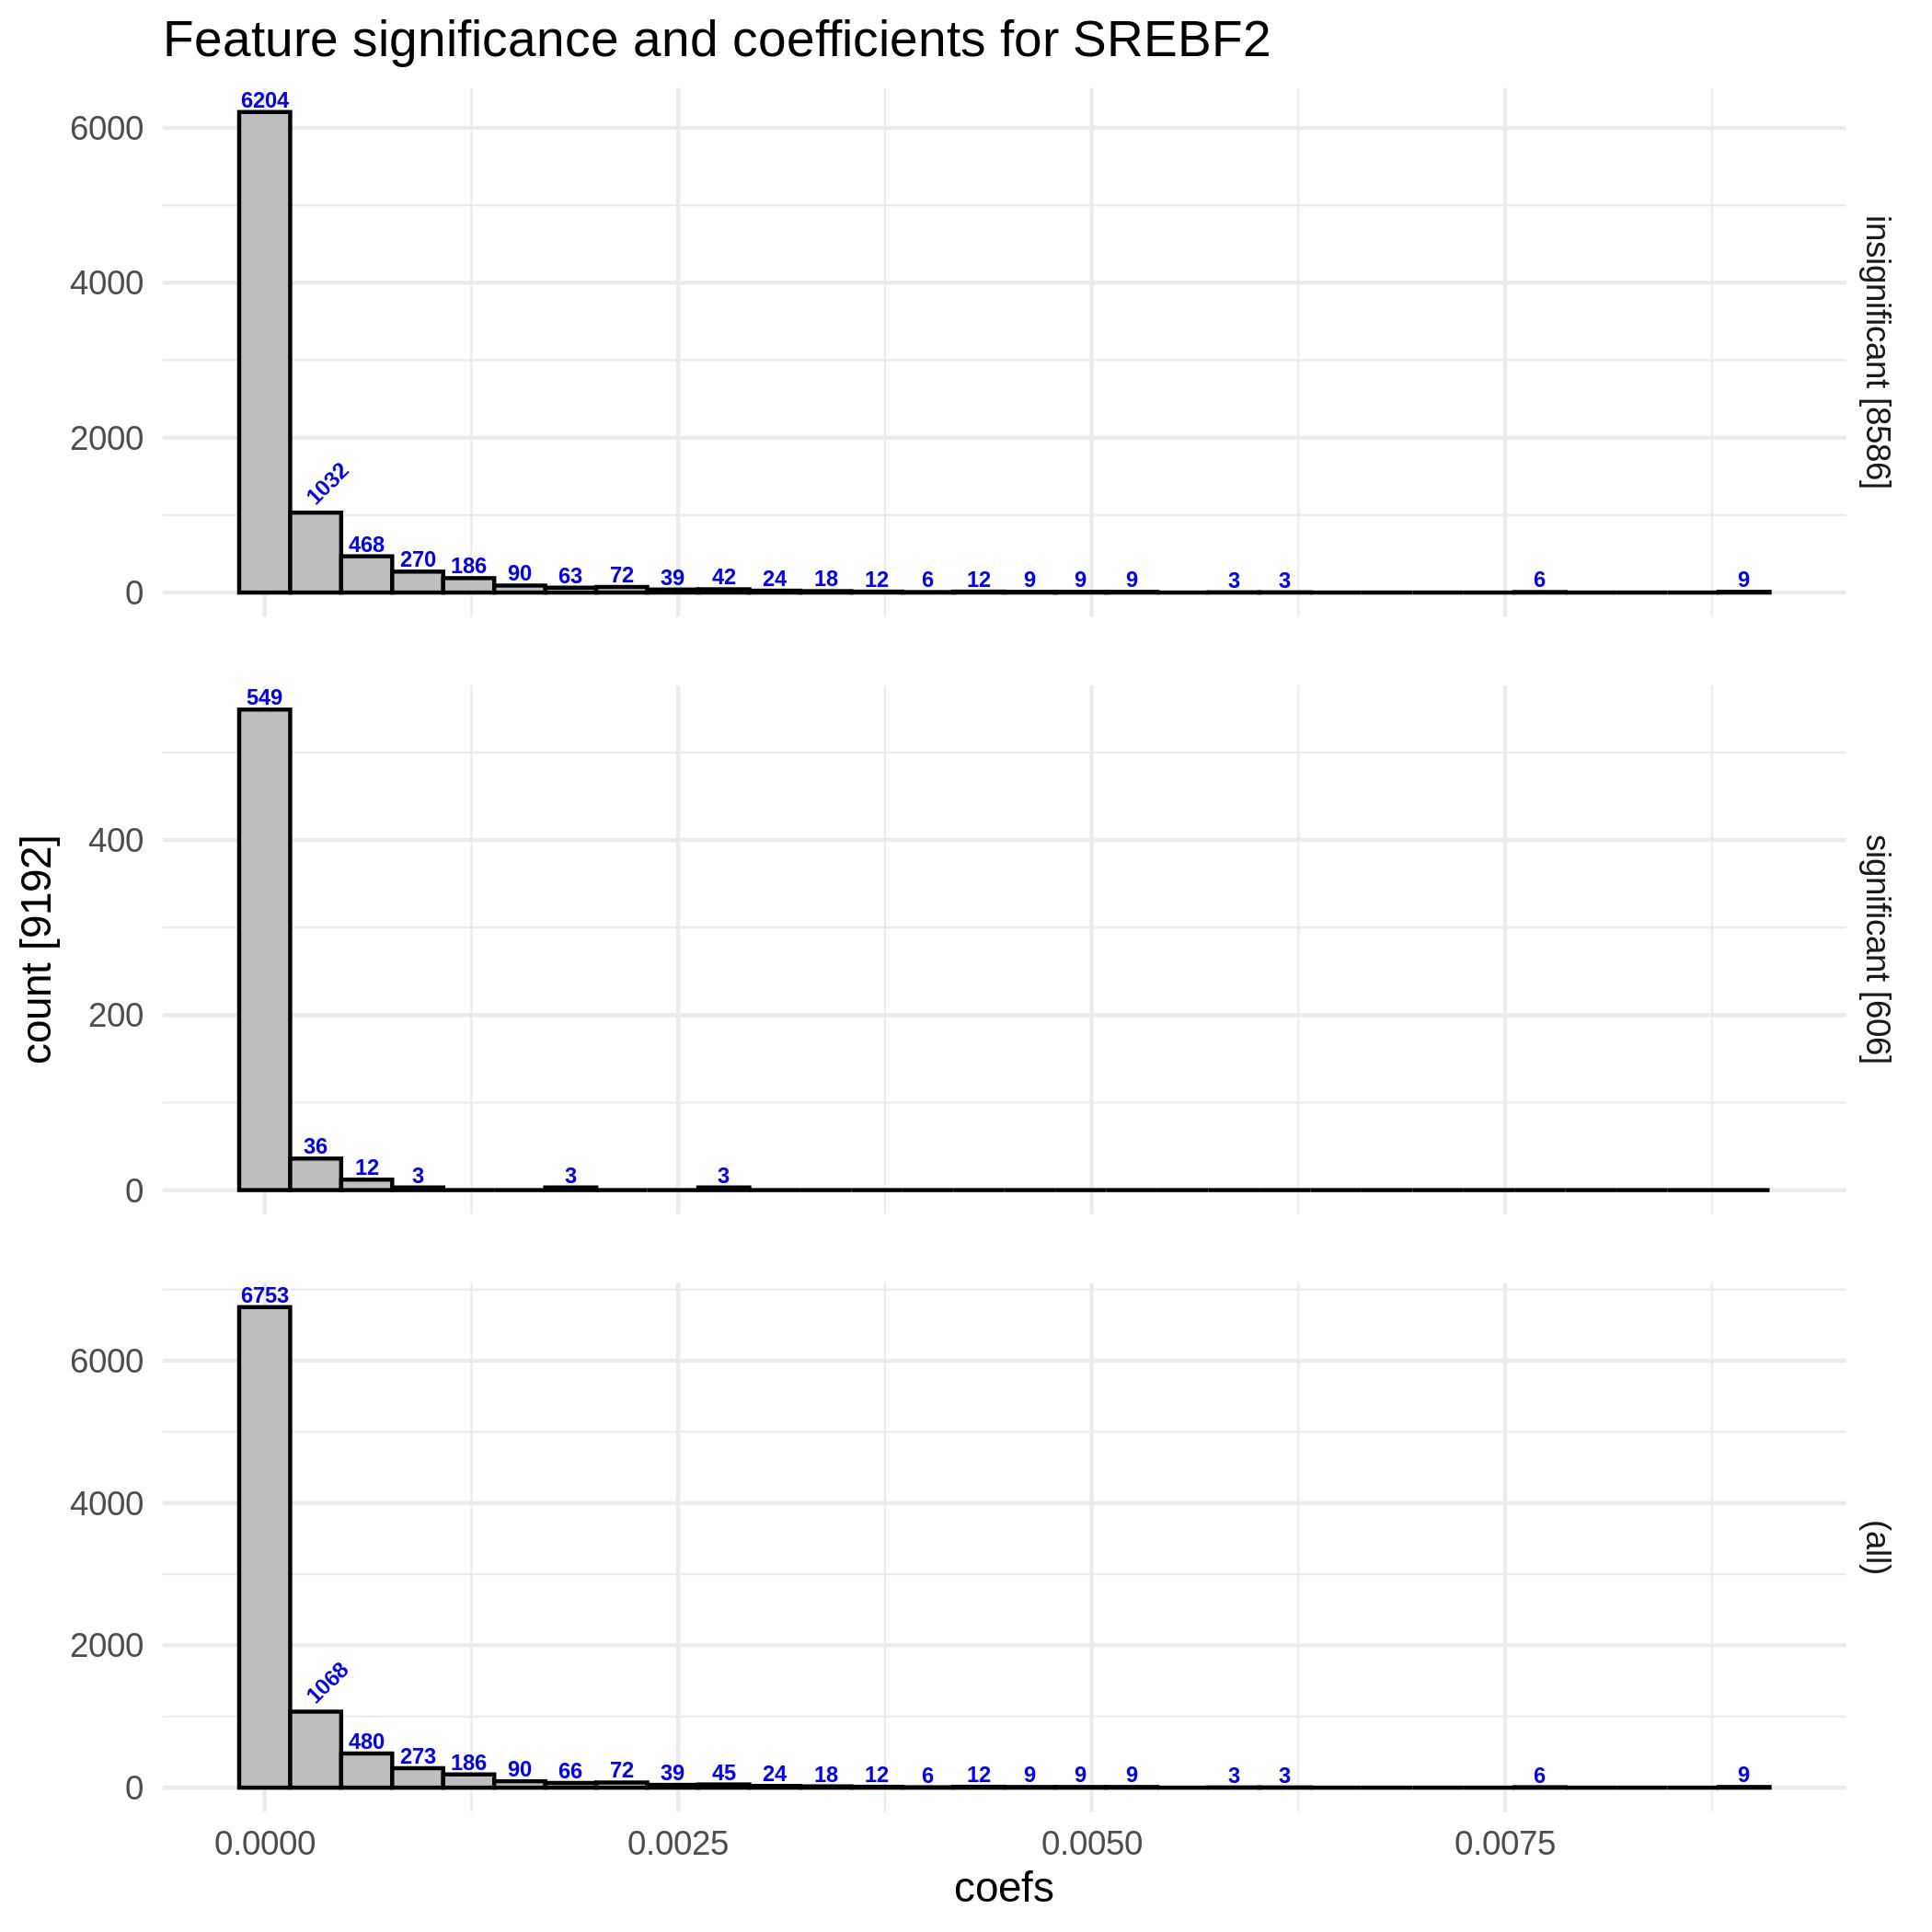 Feature significance and coefficients for SREBF2
6204
6000
4000
2000
0
1032
468 270 186 90 63 72 39 42 24 18 12 6 12 9 9 9 3 3 6 9
insignificant [8586]
549
400
200
0
36 12 3 3 3
significant [606]
count [9192]
6753
6000
4000
2000
0
1068
480 273 186 90 66 72 39 45 24 18 12 6 12 9 9 9 3 3 6 9
(all)
0.0000 0.0025 0.0050 0.0075
coefs